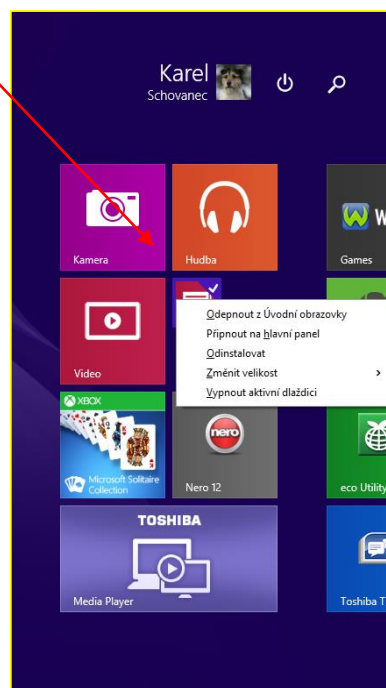 Karel
Schovanec
Kamera
Hudba
Games
Video
Odepnout z Úvodní obrazovky
Připnout na hlavní panel
Odinstalovat
Změnit velikost
Vypnout aktivní dlaždici
XBOX
Microsoft Solitaire
Collection
nero
Nero 12
eco Utility
TOSHIBA
Media Player
Toshiba